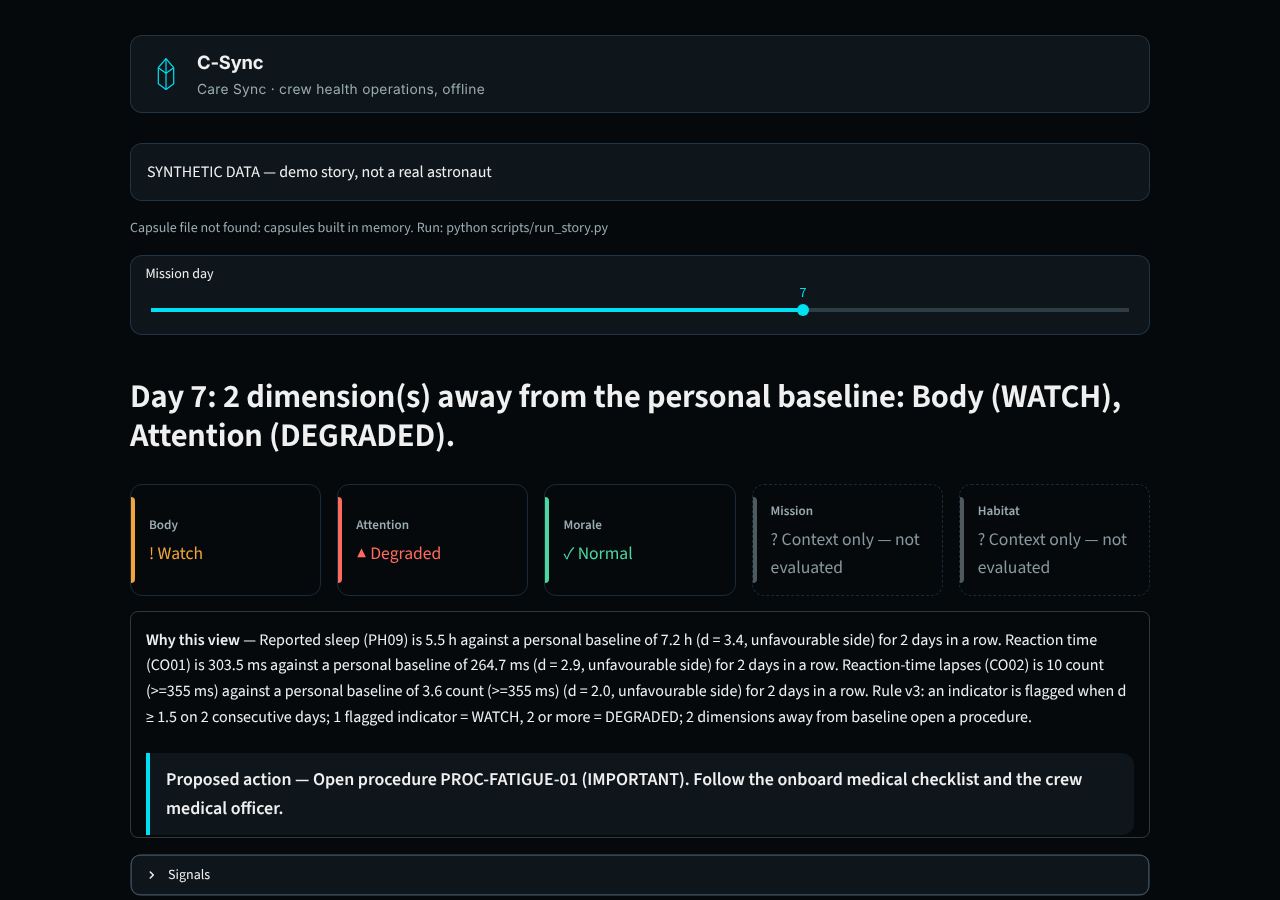 C-Sync
Care Sync · crew health operations, offline
SYNTHETIC DATA — demo story, not a real astronaut
Capsule file not found: capsules built in memory. Run: python scripts/run_story.py
Mission day
7
Day 7: 2 dimension(s) away from the personal baseline: Body (WATCH),
Attention (DEGRADED).
Body
! Watch
Attention
▲ Degraded
Morale
✓ Normal
Mission
? Context only — not
evaluated
Habitat
? Context only — not
evaluated
Why this view — Reported sleep (PH09) is 5.5 h against a personal baseline of 7.2 h (d = 3.4, unfavourable side) for 2 days in a row. Reaction time
(CO01) is 303.5 ms against a personal baseline of 264.7 ms (d = 2.9, unfavourable side) for 2 days in a row. Reaction-time lapses (CO02) is 10 count
(>=355 ms) against a personal baseline of 3.6 count (>=355 ms) (d = 2.0, unfavourable side) for 2 days in a row. Rule v3: an indicator is flagged when d
≥ 1.5 on 2 consecutive days; 1 flagged indicator = WATCH, 2 or more = DEGRADED; 2 dimensions away from baseline open a procedure.
Proposed action — Open procedure PROC-FATIGUE-01 (IMPORTANT). Follow the onboard medical checklist and the crew
medical officer.
Signals